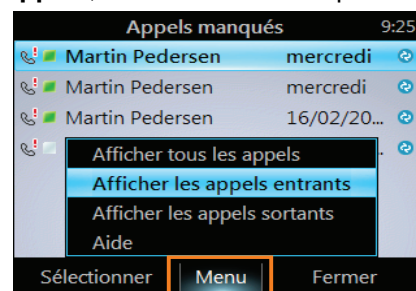 Appels manqués 9:25
Martin Pedersen mercredi
Martin Pedersen mercredi
Martin Pedersen 16/02/20...
Afficher tous les appels
Afficher les appels entrants
Afficher les appels sortants
Aide
Sélectionner Menu Fermer